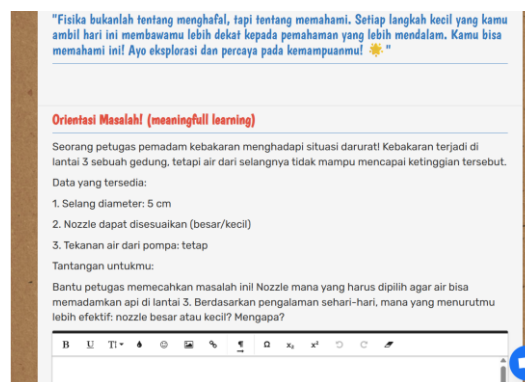 "Fisika bukanlah tentang menghafal, tapi tentang memahami. Setiap langkah kecil yang kamu
ambil hari ini membawamu lebih dekat kepada pemahaman yang lebih mendalam. Kamu bisa
memahami ini! Ayo eksplorasi dan percaya pada kemampuanmu! 🌟"
Orientasi Masalah! (meaningfull learning)
Seorang petugas pemadam kebakaran menghadapi situasi darurat! Kebakaran terjadi di
lantai 3 sebuah gedung, tetapi air dari selangnya tidak mampu mencapai ketinggian tersebut.
Data yang tersedia:
1. Selang diameter: 5 cm
2. Nozzle dapat disesuaikan (besar/kecil)
3. Tekanan air dari pompa: tetap
Tantangan untukmu:
Bantu petugas memecahkan masalah ini! Nozzle mana yang harus dipilih agar air bisa
memadamkan api di lantai 3. Berdasarkan pengalaman sehari-hari, mana yang menurutmu
lebih efektif: nozzle besar atau kecil? Mengapa?
B U TI ¶ Ω x₂ x²